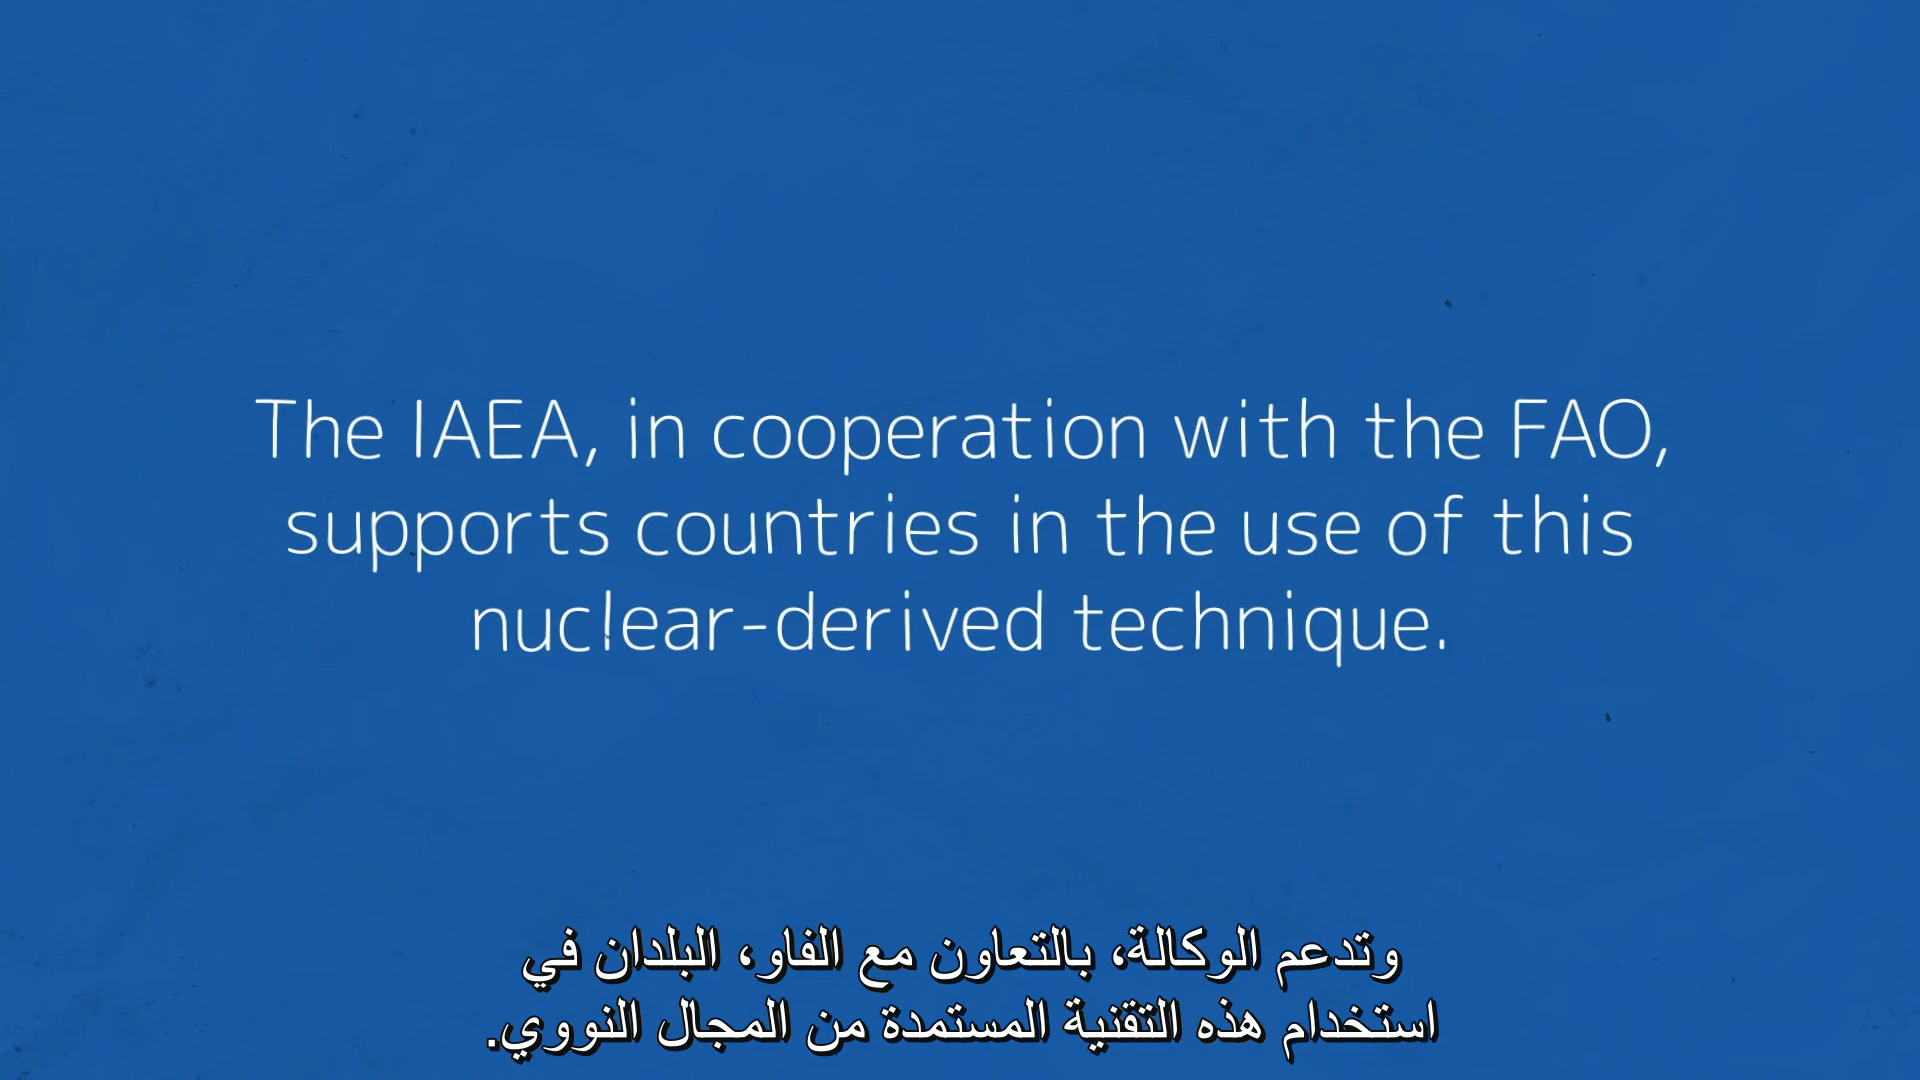 The IAEA, in cooperation with the FAO,
supports countries in the use of this
nuclear-derived technique.
وتدعم الوكالة، بالتعاون مع الفاو، البلدان في
استخدام هذه التقنية المستمدة من المجال النووي.